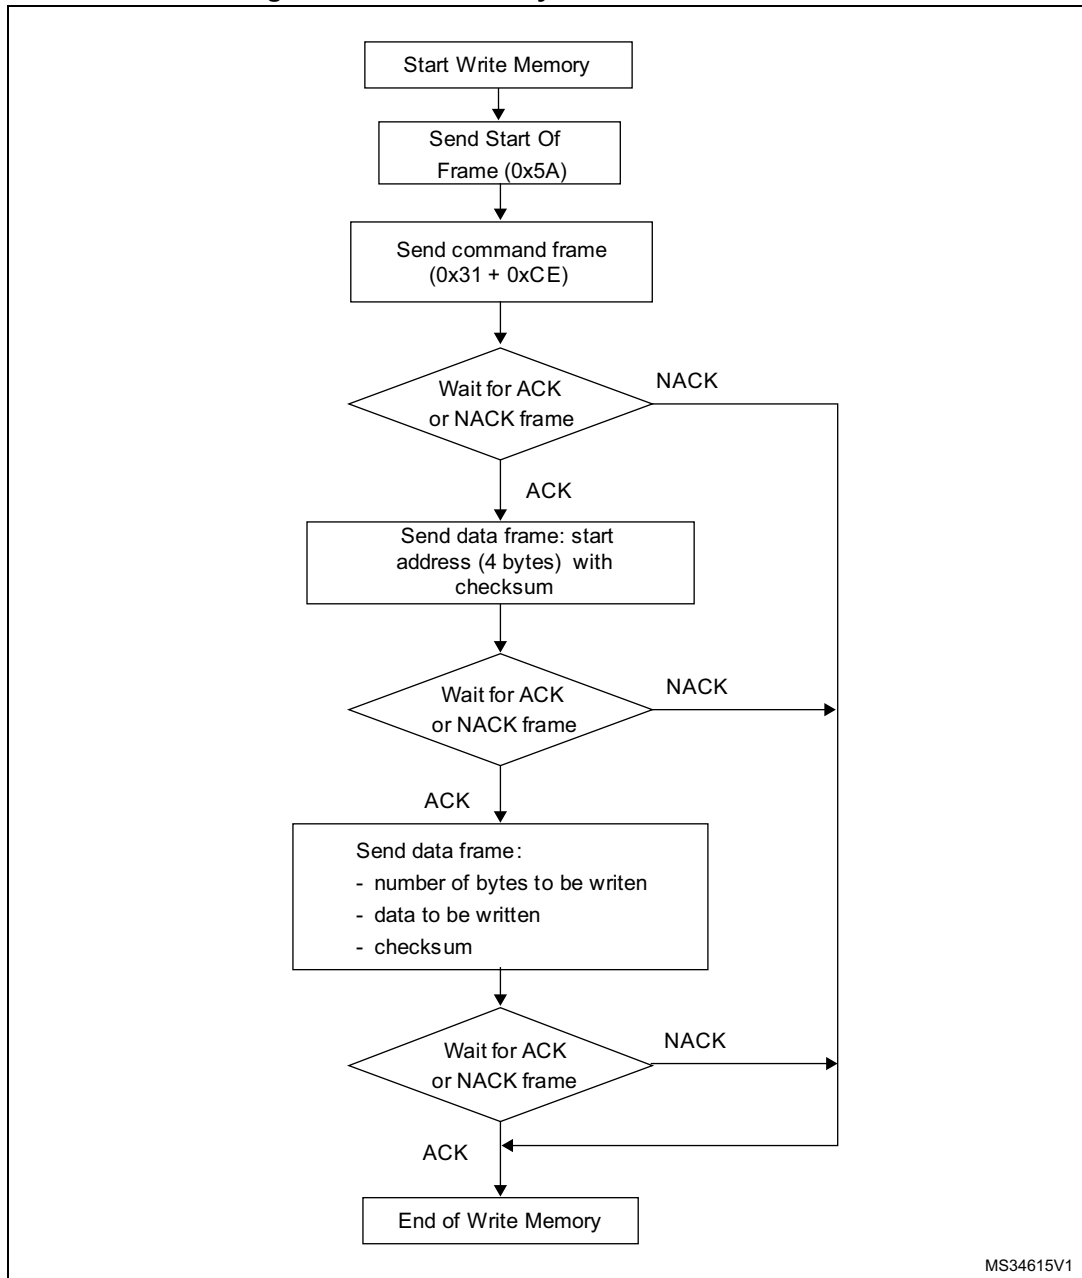 Start Write Memory
Send Start Of
Frame (0x5A)
Send command frame
(0x31 + 0xCE)
Wait for ACK
or NACK frame
NACK
ACK
Send data frame: start
address (4 bytes) with
checksum
Wait for ACK
or NACK frame
NACK
ACK
Send data frame:
- number of bytes to be writen
- data to be written
- checksum
Wait for ACK
or NACK frame
NACK
ACK
End of Write Memory
MS34615V1